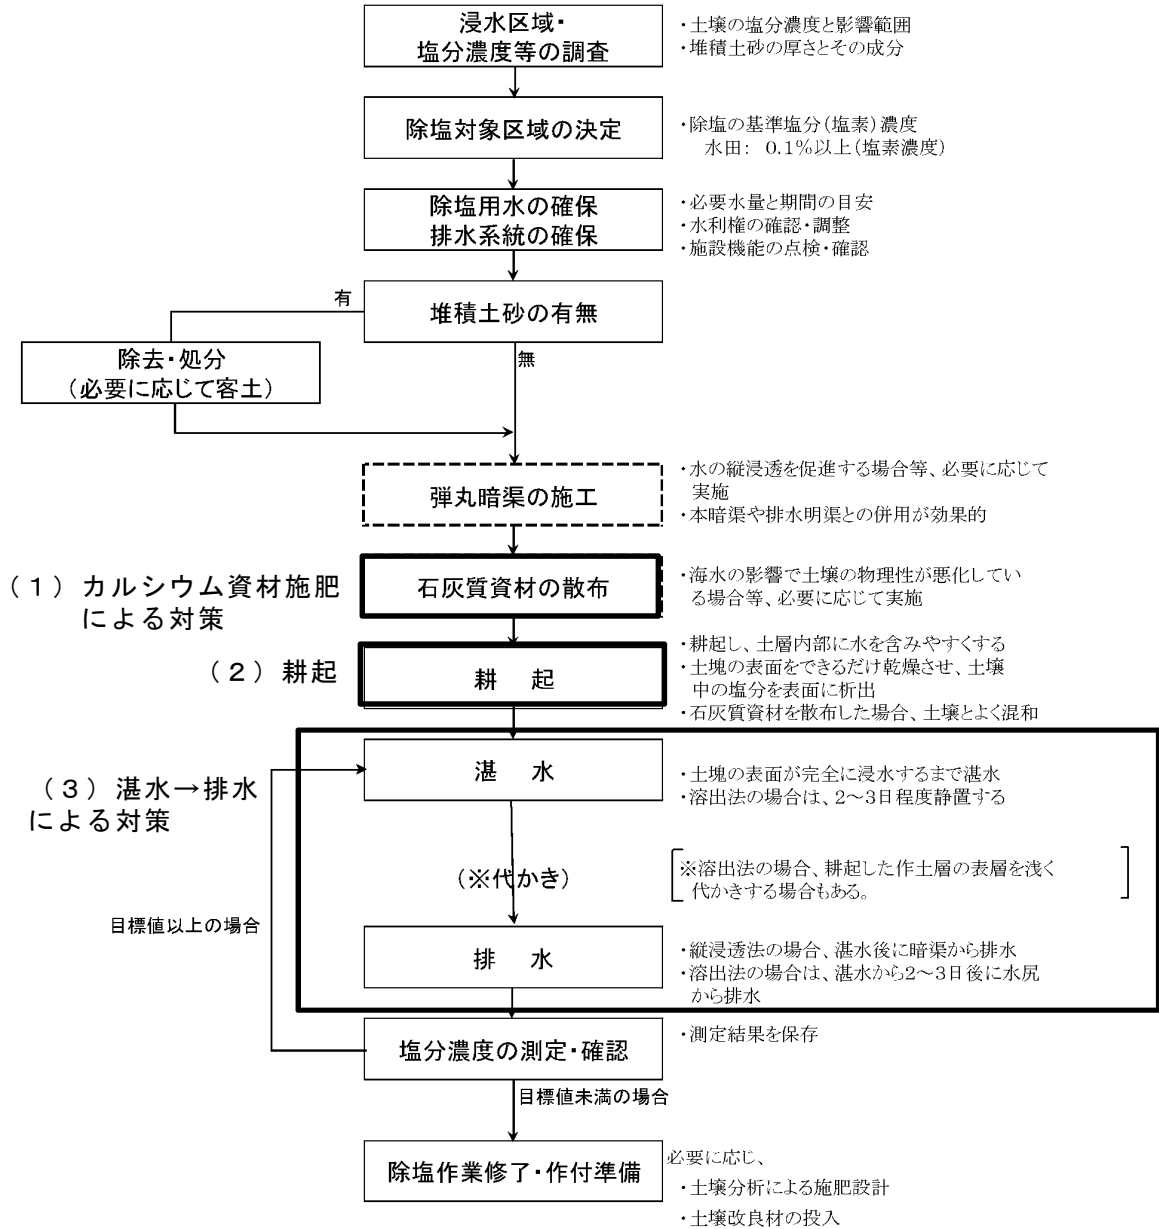 浸水区域・
塩分濃度等の調査
・土壌の塩分濃度と影響範囲
・堆積土砂の厚さとその成分
除塩対象区域の決定
・除塩の基準塩分（塩素）濃度
水田： 0.1％以上（塩素濃度）
除塩用水の確保
排水系統の確保
・必要水量と期間の目安
・水利権の確認・調整
・施設機能の点検・確認
堆積土砂の有無
有
無
除去・処分
（必要に応じて客土）
弾丸暗渠の施工
・水の縦浸透を促進する場合等、必要に応じて
実施
・本暗渠や排水明渠との併用が効果的
（１）カルシウム資材施肥
による対策
石灰質資材の散布
・海水の影響で土壌の物理性が悪化してい
る場合等、必要に応じて実施
（２）耕起
耕　起
・耕起し、土層内部に水を含みやすくする
・土塊の表面をできるだけ乾燥させ、土壌
中の塩分を表面に析出
・石灰質資材を散布した場合、土壌とよく混和
（３）湛水→排水
による対策
湛　水
・土塊の表面が完全に浸水するまで湛水
・溶出法の場合は、2～3日程度静置する
（※代かき）
※溶出法の場合、耕起した作土層の表層を浅く
代かきする場合もある。
目標値以上の場合
排　水
・縦浸透法の場合、湛水後に暗渠から排水
・溶出法の場合は、湛水から2～3日後に水尻
から排水
塩分濃度の測定・確認
・測定結果を保存
目標値未満の場合
除塩作業修了・作付準備
必要に応じ、
・土壌分析による施肥設計
・土壌改良材の投入